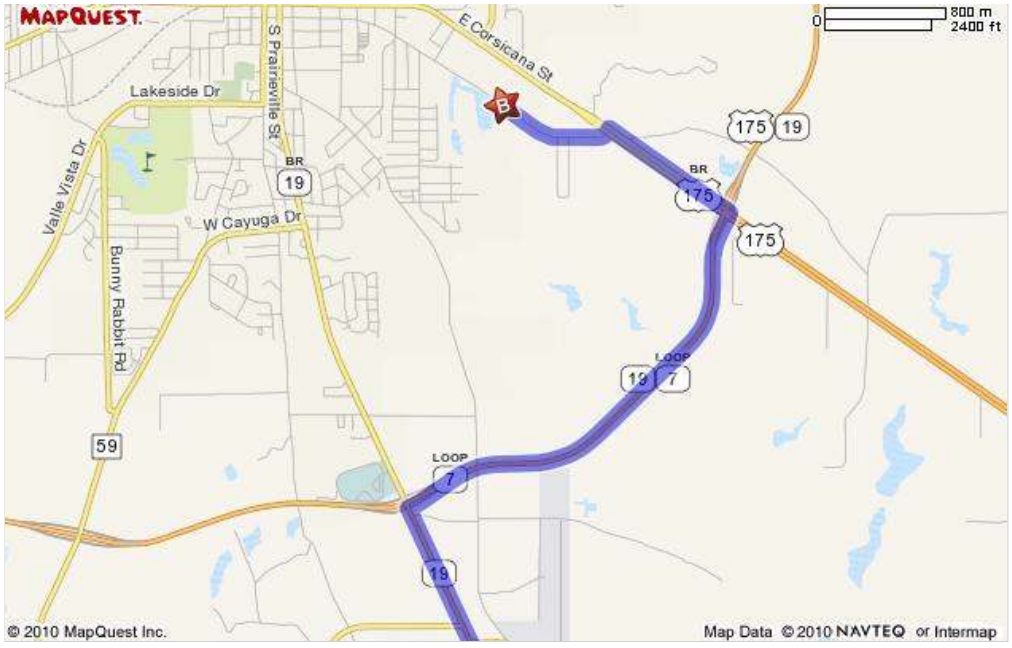 MAPQUEST.
0
800 m
2400 ft
E Corsicana St
S Prairieville St
Lakeside Dr
B
175
19
Valle Vista Dr
BR
19
BR
175
W Cayuga Dr
175
Bunny Rabbit Rd
LOOP
19
7
59
LOOP
7
19
© 2010 MapQuest Inc.
Map Data © 2010 NAVTEQ or Intermap